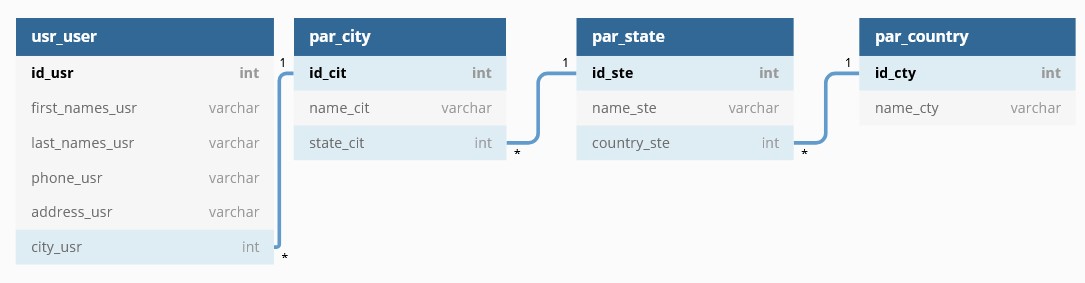 usr_user
id_usr int
first_names_usr varchar
last_names_usr varchar
phone_usr varchar
address_usr varchar
city_usr int
1
*
par_city
id_cit int
name_cit varchar
state_cit int
1
*
par_state
id_ste int
name_ste varchar
country_ste int
1
*
par_country
id_cty int
name_cty varchar